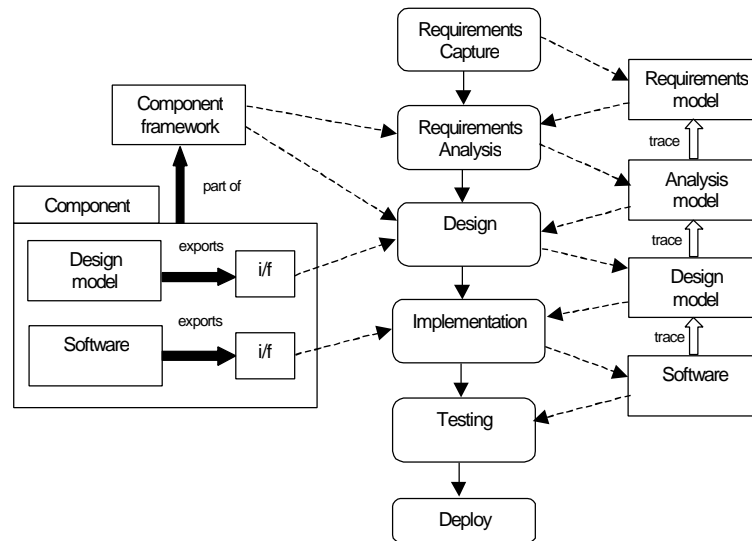 Requirements
Capture
Requirements
model
Component
framework
trace
Requirements
Analysis
part of
Analysis
model
Component
Design
trace
exports
Design
model
i/f
Design
model
exports
Implementation
trace
Software
i/f
Software
Testing
Deploy